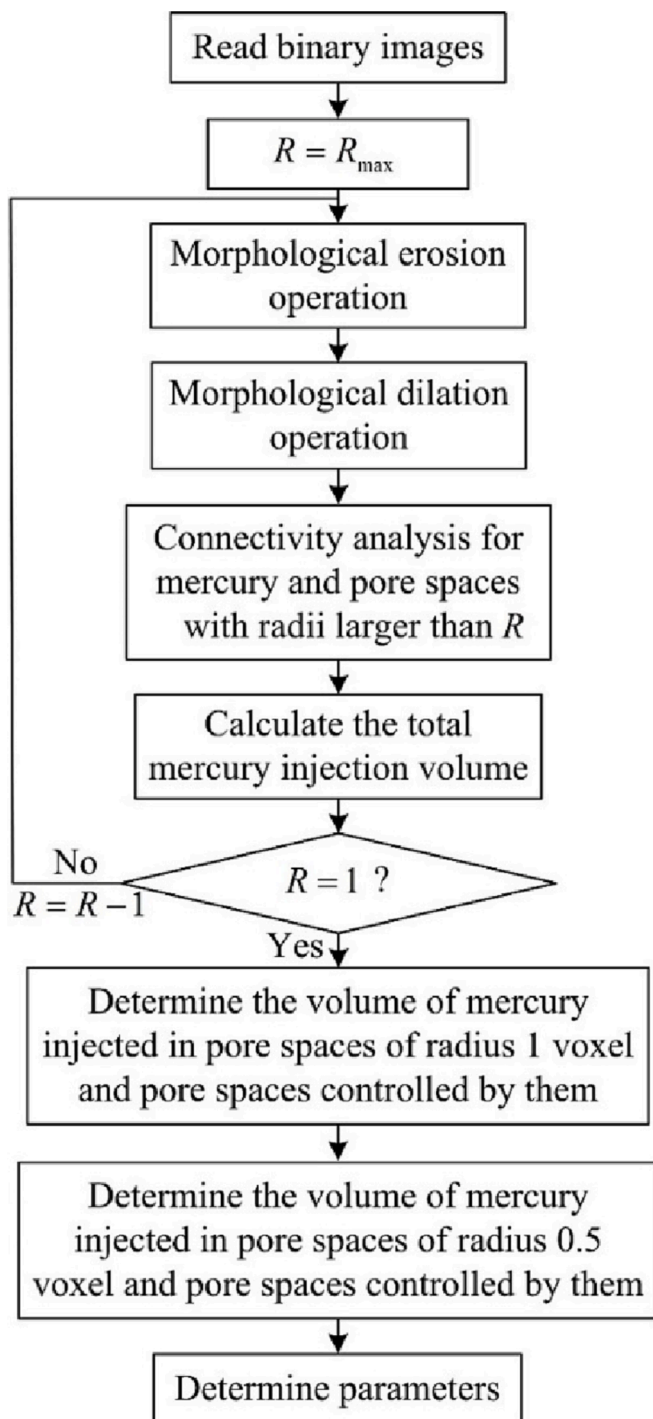 Read binary images
R = Rmax
Morphological erosion
operation
Morphological dilation
operation
Connectivity analysis for
mercury and pore spaces
with radii larger than R
Calculate the total
mercury injection volume
No
R = R −1
R = 1 ?
Yes
Determine the volume of mercury
injected in pore spaces of radius 1 voxel
and pore spaces controlled by them
Determine the volume of mercury
injected in pore spaces of radius 0.5
voxel and pore spaces controlled by them
Determine parameters